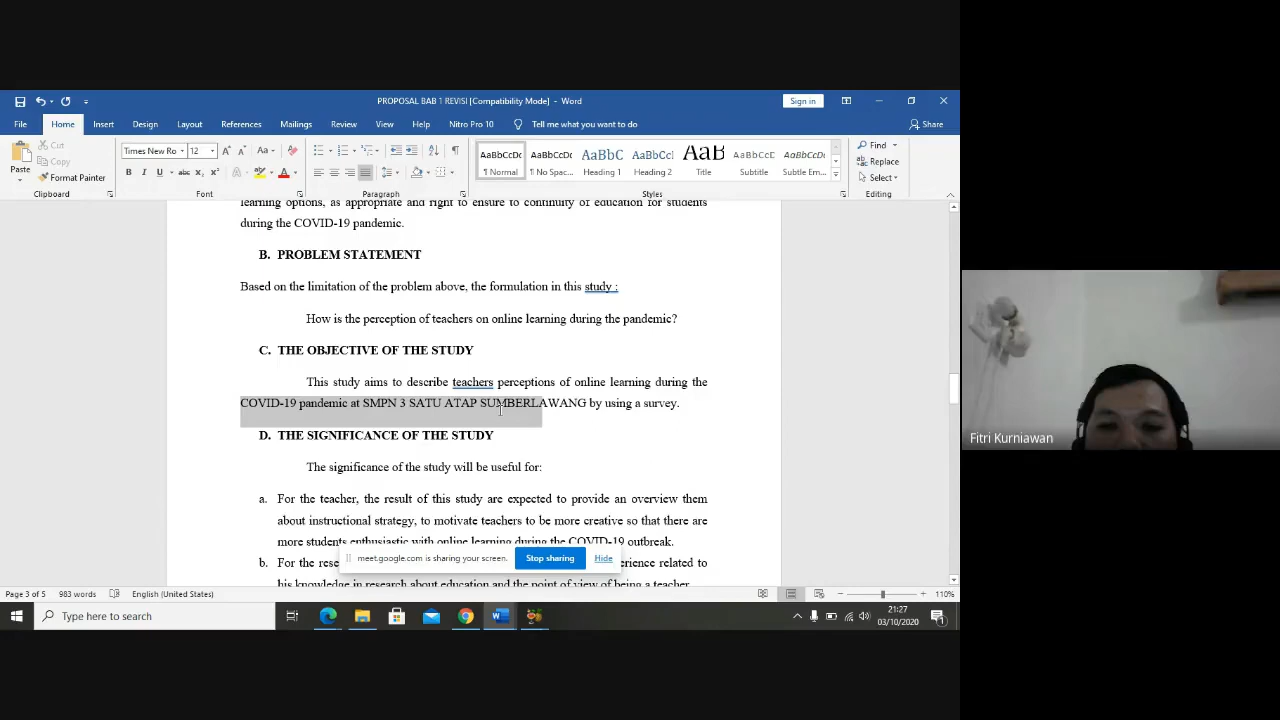 PROPOSAL BAB 1 REVISI [Compatibility Mode] - Word
Sign in
File Home Insert Design Layout References Mailings Review View Help Nitro Pro 10 Tell me what you want to do Share
Paste
Cut
Copy
Format Painter
Clipboard
Times New Ro 12
Font
Paragraph
AaBbCcDc AaBbCcDc AaBbC AaBbCc AaB AaBbCcD AaBbCcDc
¶ Normal ¶ No Spac... Heading 1 Heading 2 Title Subtitle Subtle Em...
Styles
Find
Replace
Select
Editing
learning options, as appropriate and right to ensure to continuity of education for students
during the COVID-19 pandemic.
B. PROBLEM STATEMENT
Based on the limitation of the problem above, the formulation in this study :
How is the perception of teachers on online learning during the pandemic?
C. THE OBJECTIVE OF THE STUDY
This study aims to describe teachers perceptions of online learning during the
COVID-19 pandemic at SMPN 3 SATU ATAP SUMBERLAWANG by using a survey.
D. THE SIGNIFICANCE OF THE STUDY
The significance of the study will be useful for:
a. For the teacher, the result of this study are expected to provide an overview them
about instructional strategy, to motivate teachers to be more creative so that there are
more students enthusiastic with online learning during the COVID-19 outbreak.
b. For the rese erience related to
his knowledge in research about education and the point of view of being a teacher
meet.google.com is sharing your screen. Stop sharing Hide
Page 3 of 5 983 words English (United States) 110%
Type here to search
21:27
03/10/2020
1
Fitri Kurniawan